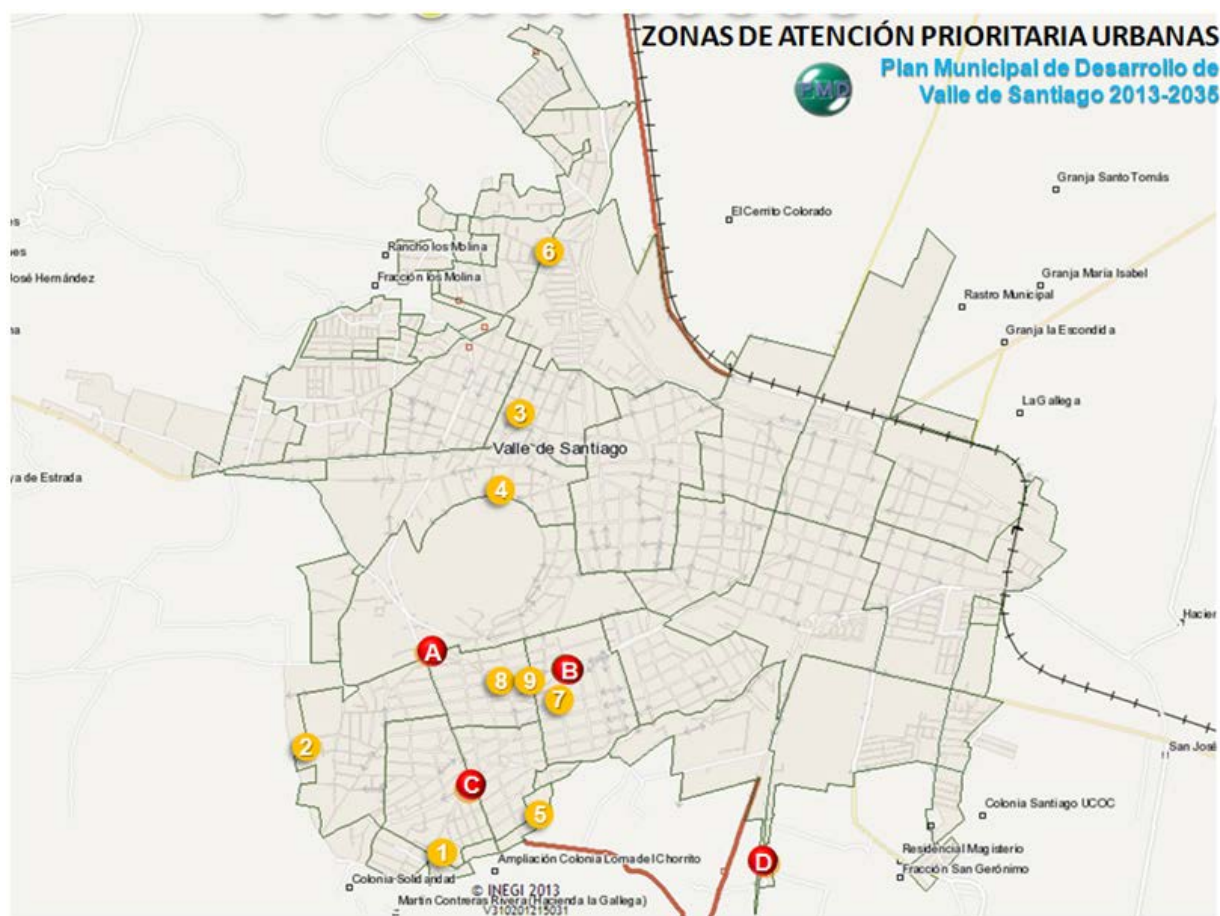 ZONAS DE ATENCIÓN PRIORITARIA URBANAS
PMD
Plan Municipal de Desarrollo de
Valle de Santiago 2013-2035
Granja Santo Tomás
El Cerrito Colorado
6
Rancho los Molina
José Hernández
Fracción los Molina
Granja María Isabel
Rastro Municipal
Granja la Escondida
La Gallega
3
Valle de Santiago
ya de Estrada
4
A
B
8
9
7
2
San José
C
5
Colonia Santiago UCOC
1
D
Residencial Magisterio
Ampliación Colonia Loma del Chorrito
Fracción San Gerónimo
Colonia Solidaridad
© INEGI 2013
Martín Contreras Rivera (Hacienda la Gallega)
V310201215031